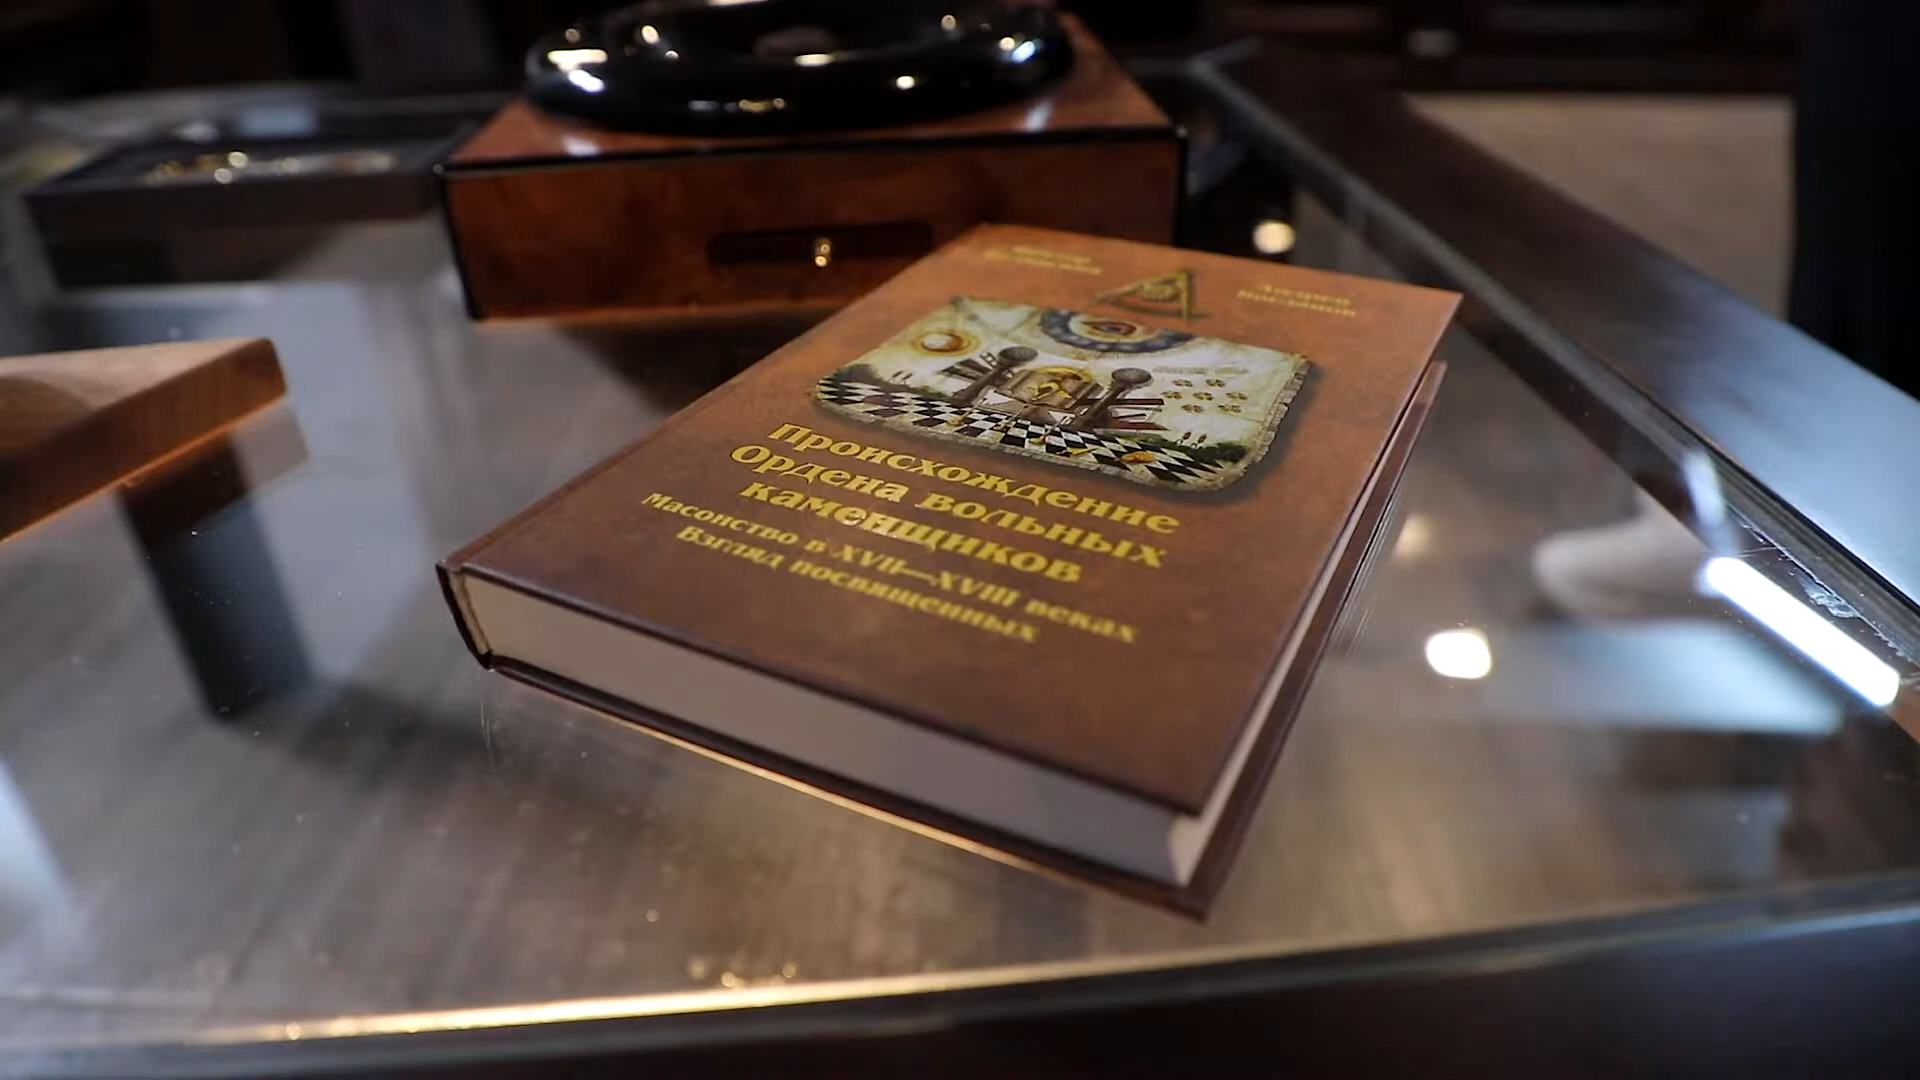 Происхождение
Ордена вольных
каменщиков
Масонство в XVII—XVIII веках
Взгляд посвященных